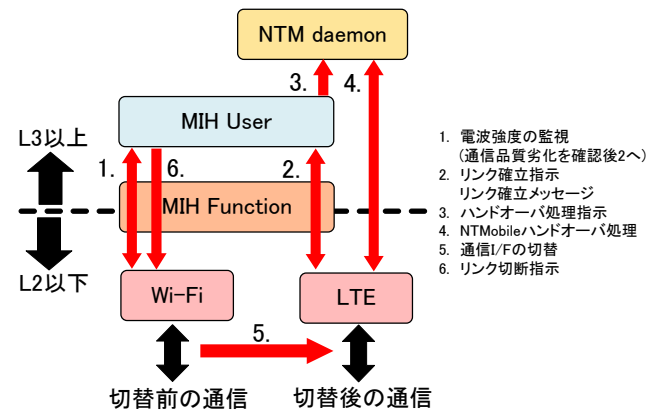 NTM daemon
3.
4.
MIH User
L3以上
1.
6.
2.
MIH Function
L2以下
Wi-Fi
LTE
5.
切替前の通信
切替後の通信
1. 電波強度の監視
(通信品質劣化を確認後2へ)
2. リンク確立指示
リンク確立メッセージ
3. ハンドオーバ処理指示
4. NTMobileハンドオーバ処理
5. 通信I/Fの切替
6. リンク切断指示